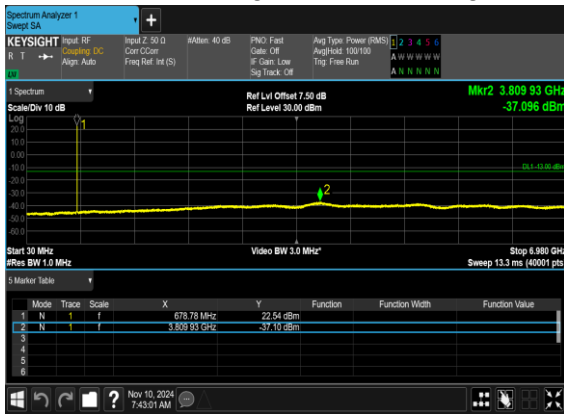 Spectrum Analyzer 1
Swept SA
KEYSIGHT Input: RF Input Z: 50 Ω #Atten: 40 dB PNO: Fast Avg Type: Power (RMS) 1 2 3 4 5 6
R T Coupling: DC Corr CCorr Gate: Off Avg|Hold: 100/100 A W W W W W
Align: Auto Freq Ref: Int (S) IF Gain: Low Trig: Free Run
LXI Sig Track: Off A N N N N N
1 Spectrum Ref Lvl Offset 7.50 dB Mkr2 3.809 93 GHz
Scale/Div 10 dB Ref Level 30.00 dBm -37.096 dBm
Log
1
20.0
10.0
0.00
-10.0 DL1 -13.00 dBm
-20.0
-30.0 2
-40.0
-50.0
-60.0
Start 30 MHz Video BW 3.0 MHz* Stop 6.980 GHz
#Res BW 1.0 MHz Sweep 13.3 ms (40001 pts)
5 Marker Table
Mode Trace Scale X Y Function Function Width Function Value
1 N 1 f 678.78 MHz 22.54 dBm
2 N 1 f 3.809 93 GHz -37.10 dBm
3
4
5
6
? Nov 10, 2024
7:43:01 AM